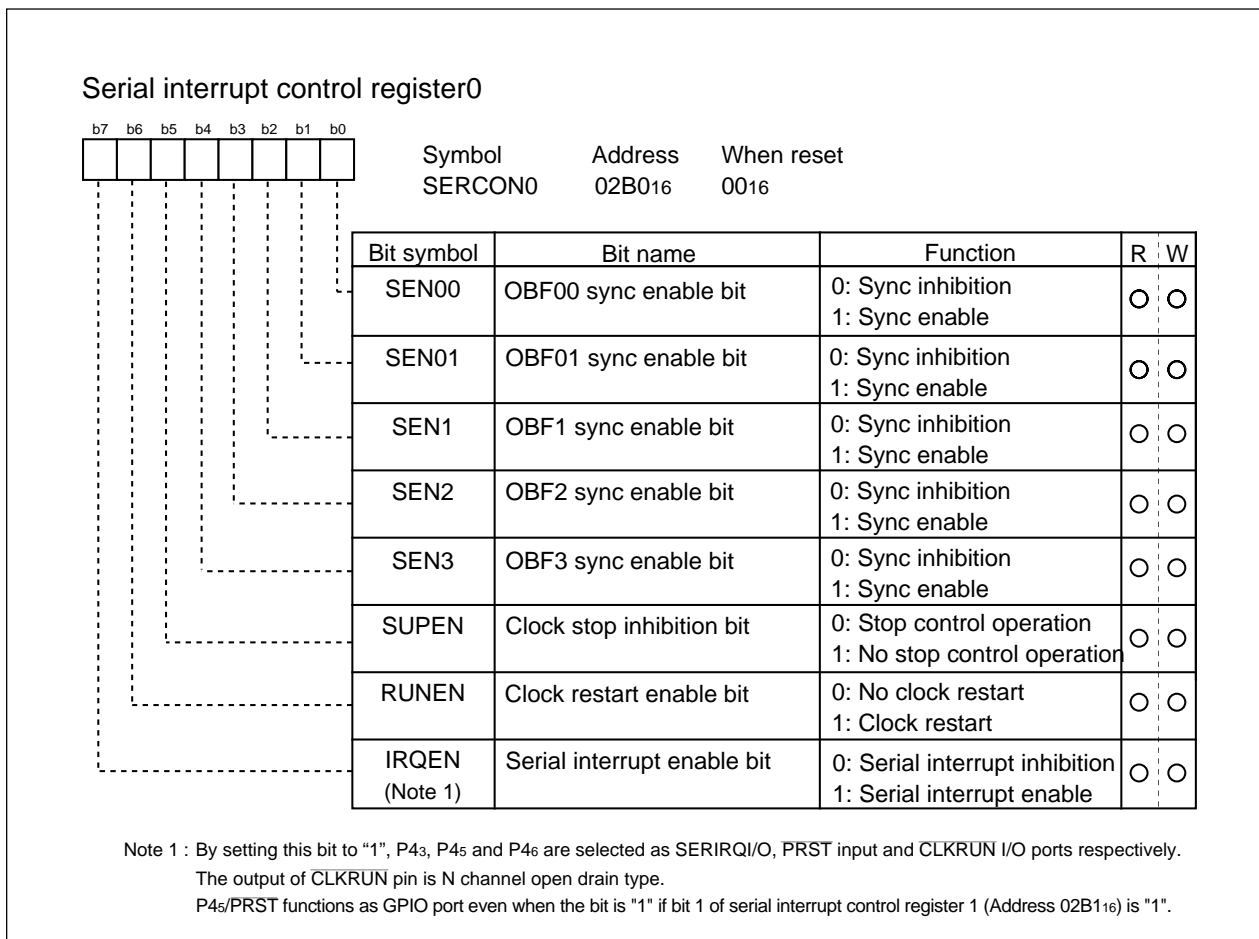 Serial interrupt control register0
b7 b6 b5 b4 b3 b2 b1 b0
Symbol Address When reset
SERCON0 02B016 0016
Bit symbol Bit name Function R W
SEN00 OBF00 sync enable bit 0: Sync inhibition
1: Sync enable
SEN01 OBF01 sync enable bit 0: Sync inhibition
1: Sync enable
SEN1 OBF1 sync enable bit 0: Sync inhibition
1: Sync enable
SEN2 OBF2 sync enable bit 0: Sync inhibition
1: Sync enable
SEN3 OBF3 sync enable bit 0: Sync inhibition
1: Sync enable
SUPEN Clock stop inhibition bit 0: Stop control operation
1: No stop control operation
RUNEN Clock restart enable bit 0: No clock restart
1: Clock restart
IRQEN Serial interrupt enable bit 0: Serial interrupt inhibition
(Note 1) 1: Serial interrupt enable
Note 1 : By setting this bit to “1”, P43, P45 and P46 are selected as SERIRQI/O, PRST input and CLKRUN I/O ports respectively.
The output of CLKRUN pin is N channel open drain type.
P45/PRST functions as GPIO port even when the bit is "1" if bit 1 of serial interrupt control register 1 (Address 02B116) is "1".